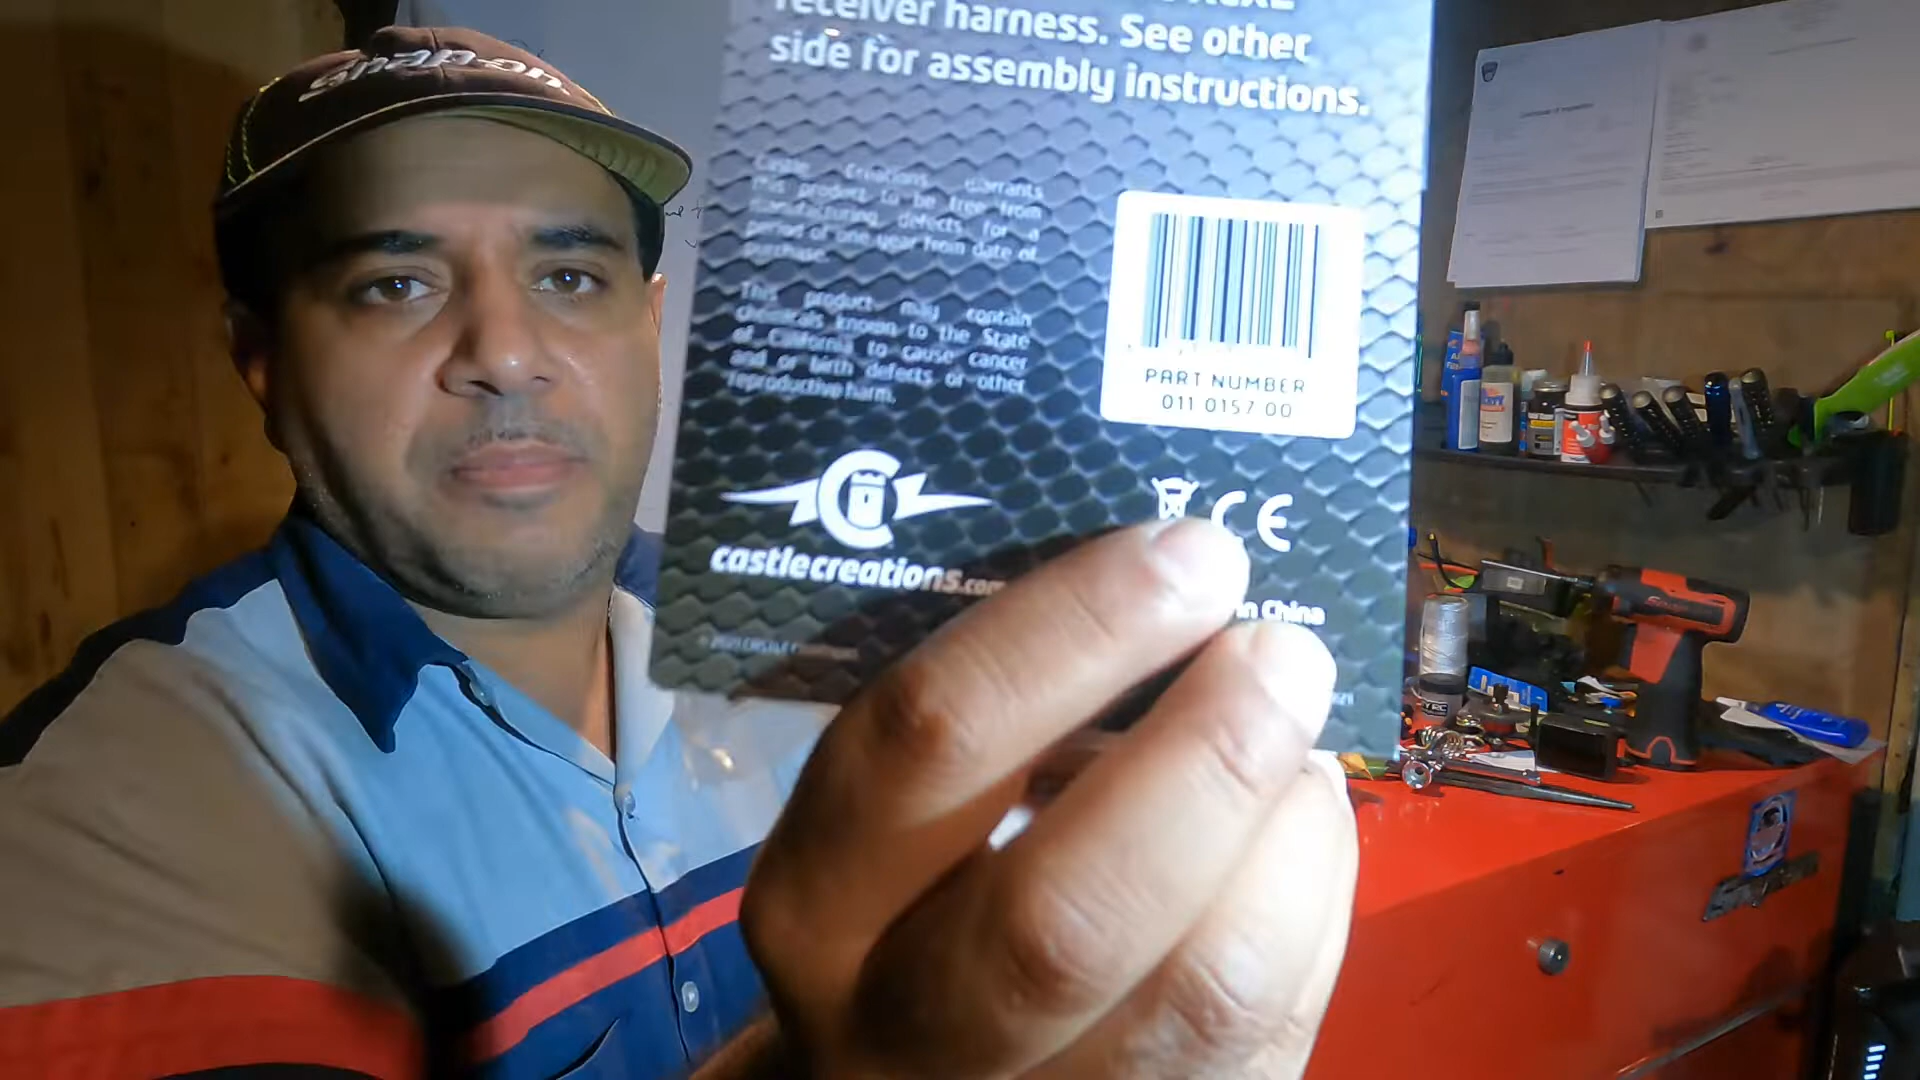 Snap-on
receiver harness. See other
side for assembly instructions.
Castle Creations warrants
this product to be free from
manufacturing defects for a
period of one year from date of
purchase.
This product may contain
chemicals known to the State
of California to cause cancer
and or birth defects or other
reproductive harm.
PART NUMBER
011 0157 00
castlecreations.com
CE
in China